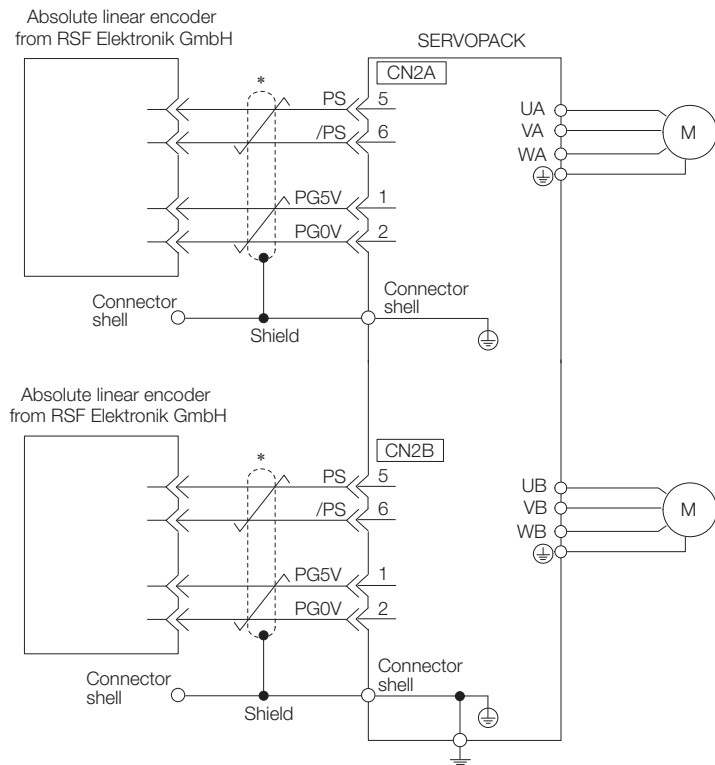 Absolute linear encoder
from RSF Elektronik GmbH
SERVOPACK
CN2A
*
PS
5
/PS
6
PG5V
1
PG0V
2
UA
VA
WA
M
Connector
shell
Shield
Connector
shell
Absolute linear encoder
from RSF Elektronik GmbH
CN2B
*
PS
5
/PS
6
PG5V
1
PG0V
2
UB
VB
WB
M
Connector
shell
Shield
Connector
shell